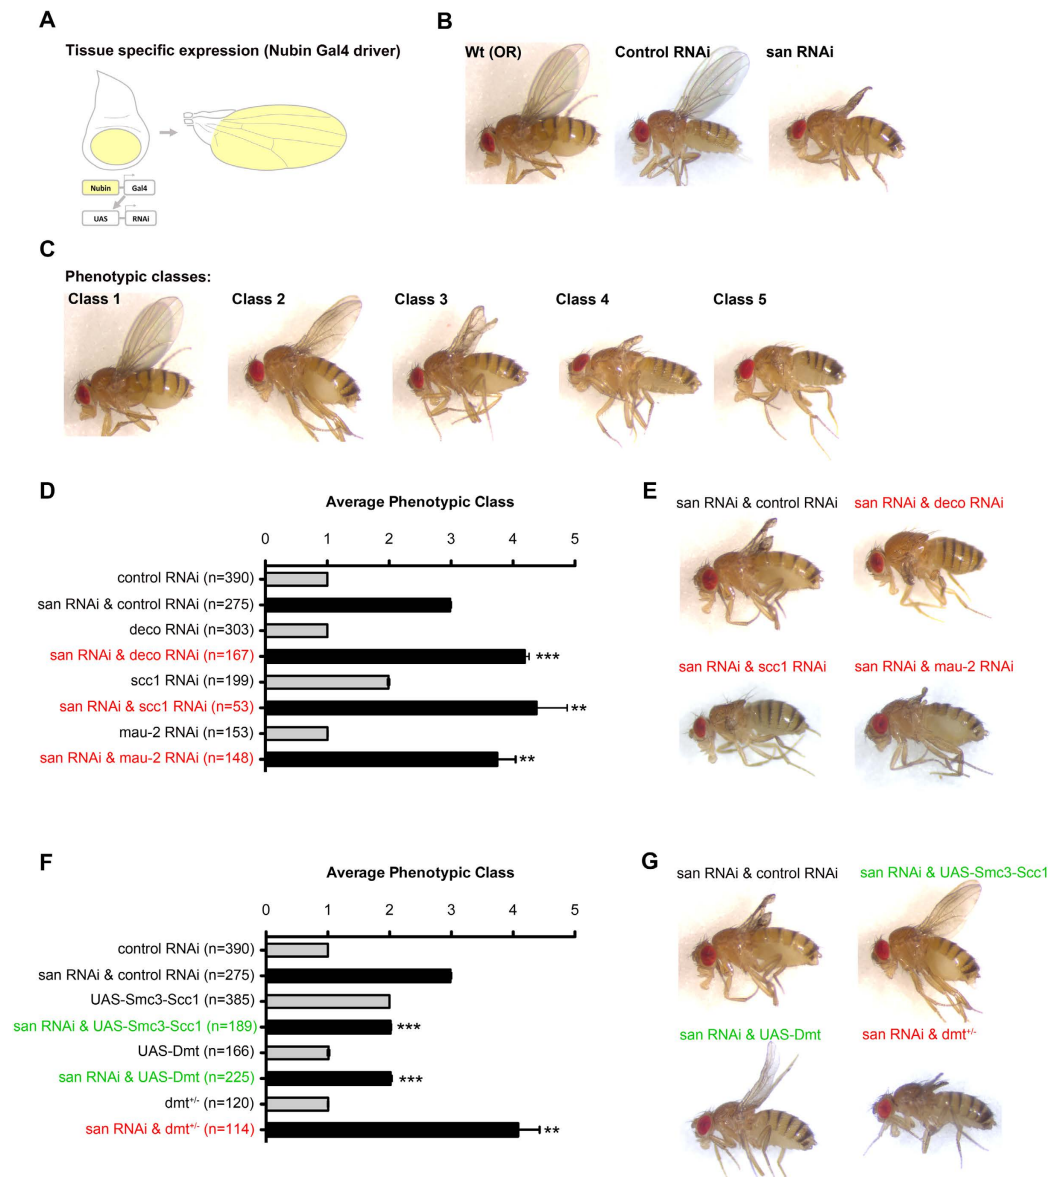 A
Tissue specific expression (Nubin Gal4 driver)
Nubin
Gal4
UAS
RNAi
B
Wt (OR)
Control RNAi
san RNAi
C
Phenotypic classes:
Class 1
Class 2
Class 3
Class 4
Class 5
D
Average Phenotypic Class
0 1 2 3 4 5
control RNAi (n=390)
san RNAi & control RNAi (n=275)
deco RNAi (n=303)
san RNAi & deco RNAi (n=167)
***
scc1 RNAi (n=199)
san RNAi & scc1 RNAi (n=53)
**
mau-2 RNAi (n=153)
san RNAi & mau-2 RNAi (n=148)
**
E
san RNAi & control RNAi
san RNAi & deco RNAi
san RNAi & scc1 RNAi
san RNAi & mau-2 RNAi
F
Average Phenotypic Class
0 1 2 3 4 5
control RNAi (n=390)
san RNAi & control RNAi (n=275)
UAS-Smc3-Scc1 (n=385)
san RNAi & UAS-Smc3-Scc1 (n=189)
***
UAS-Dmt (n=166)
san RNAi & UAS-Dmt (n=225)
***
dmt+/- (n=120)
san RNAi & dmt+/- (n=114)
**
G
san RNAi & control RNAi
san RNAi & UAS-Smc3-Scc1
san RNAi & UAS-Dmt
san RNAi & dmt+/-